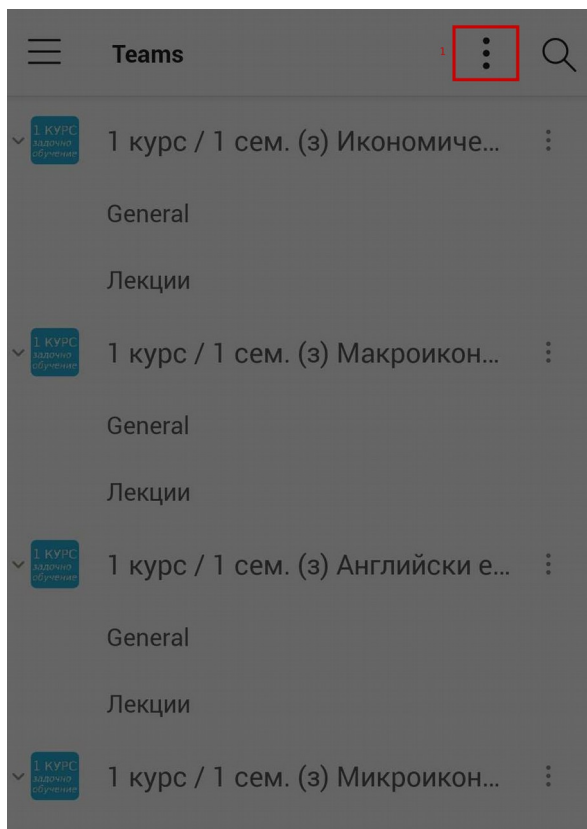 Teams
1
1 КУРС
задочно
обучение
1 курс / 1 сем. (з) Икономиче...
General
Лекции
1 КУРС
задочно
обучение
1 курс / 1 сем. (з) Макроикон...
General
Лекции
1 КУРС
задочно
обучение
1 курс / 1 сем. (з) Английски е...
General
Лекции
1 КУРС
задочно
обучение
1 курс / 1 сем. (з) Микроикон...